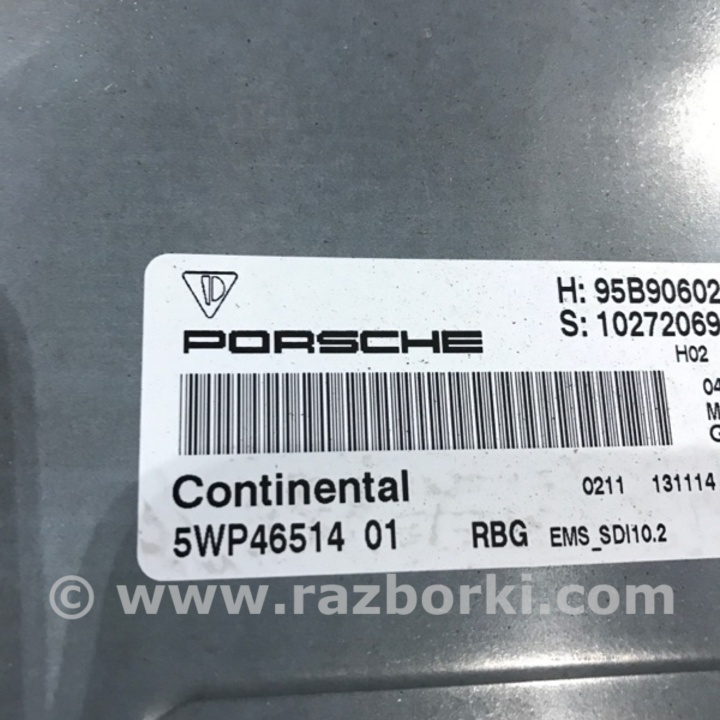 PORSCHE
H: 95B90602
S: 10272069
H02
04
M
G
Continental
0211 131114
5WP46514 01
RBG EMS_SDI10.2
© www.razborki.com